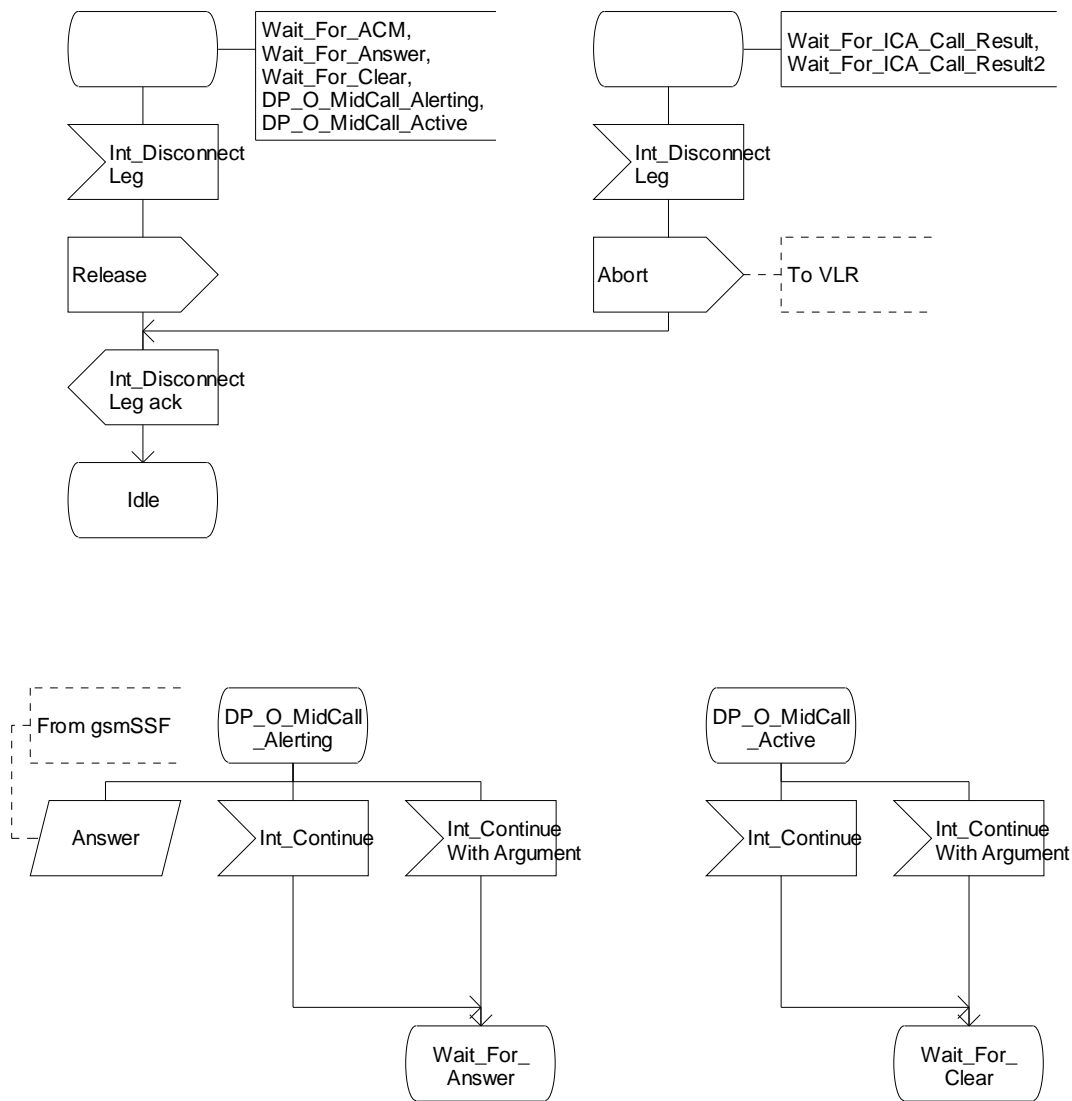 Wait_For_ACM,
Wait_For_Answer,
Wait_For_Clear,
DP_O_MidCall_Alerting,
DP_O_MidCall_Active
Wait_For_ICA_Call_Result,
Wait_For_ICA_Call_Result2
Int_Disconnect
Leg
Int_Disconnect
Leg
Release
Abort
To VLR
Int_Disconnect
Leg ack
Idle
From gsmSSF
DP_O_MidCall
_Alerting
DP_O_MidCall
_Active
Answer
Int_Continue
Int_Continue
With Argument
Int_Continue
Int_Continue
With Argument
Wait_For_
Answer
Wait_For_
Clear